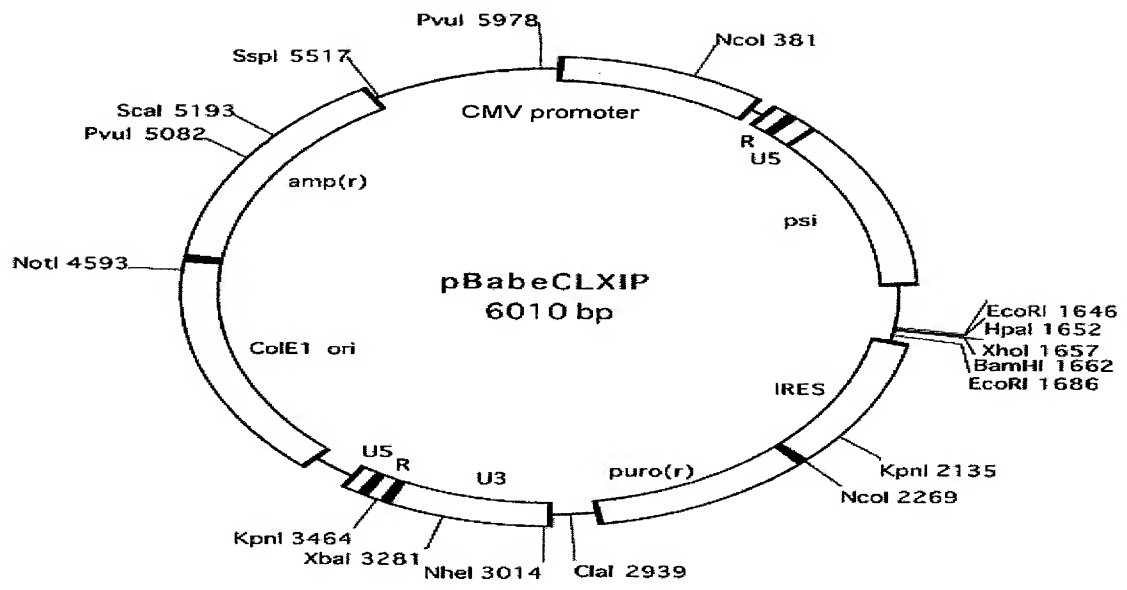 PvuI 5978
NcoI 381
SspI 5517
CMV promoter
ScaI 5193
PvuI 5082
R
U5
amp(r)
psi
NotI 4593
pBabeCLXIP
6010 bp
EcoRI 1646
HpaI 1652
XhoI 1657
BamHI 1662
EcoRI 1686
ColE1 ori
IRES
U5
R
U3
puro(r)
KpnI 2135
NcoI 2269
KpnI 3464
XbaI 3281
NheI 3014
ClaI 2939